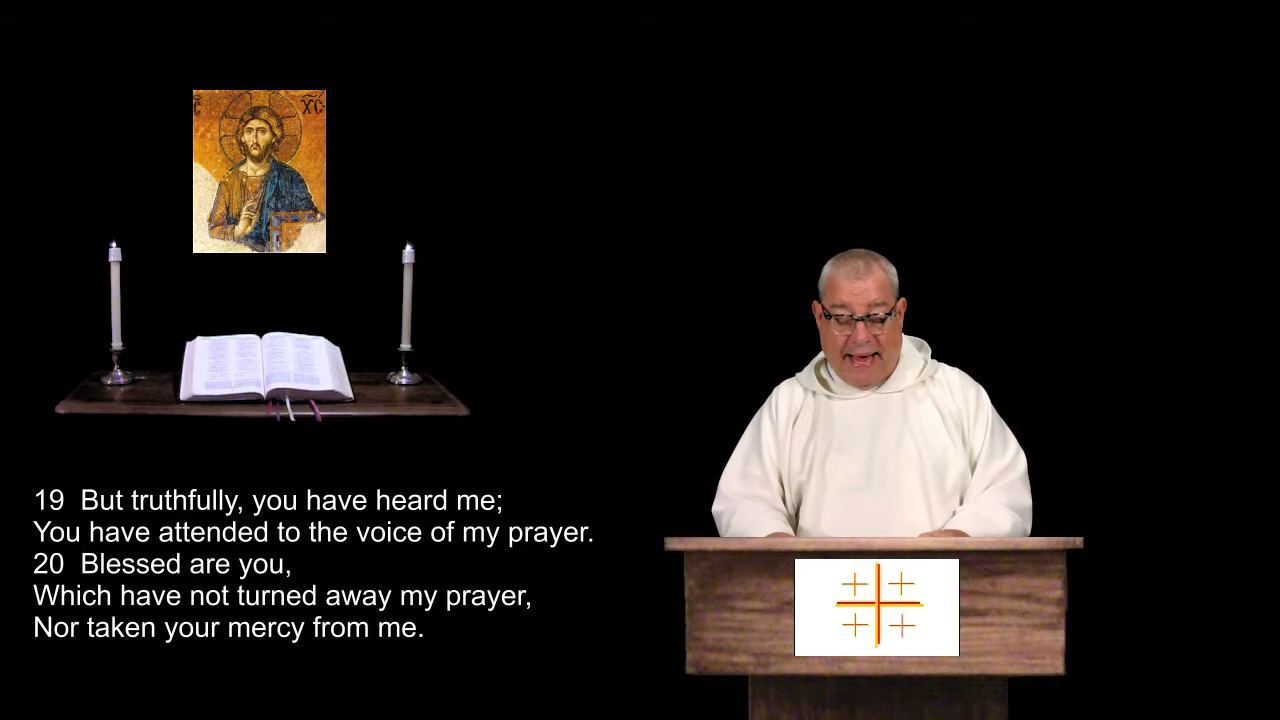 XC
19 But truthfully, you have heard me;
You have attended to the voice of my prayer.
20 Blessed are you,
Which have not turned away my prayer,
Nor taken your mercy from me.